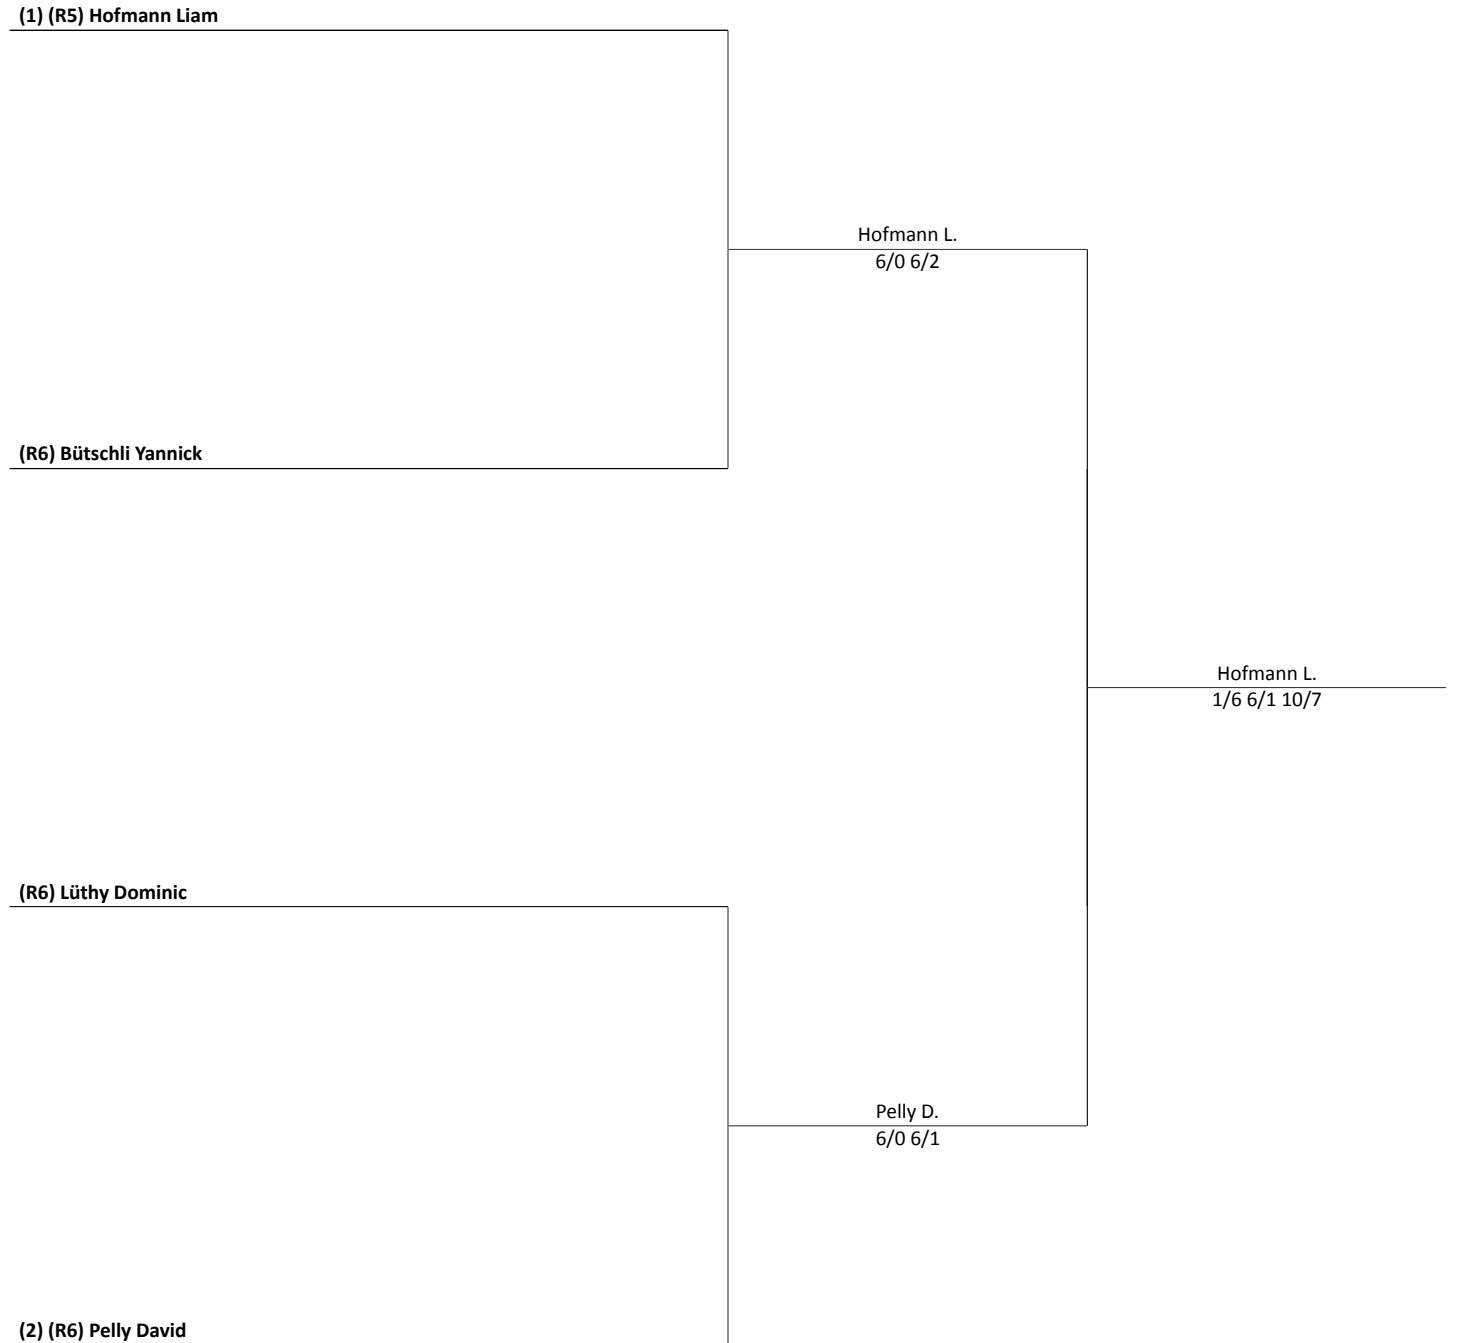 (1) (R5) Hofmann Liam
Hofmann L.
6/0 6/2
(R6) Bütschli Yannick
Hofmann L.
1/6 6/1 10/7
(R6) Lüthy Dominic
Pelly D.
6/0 6/1
(2) (R6) Pelly David